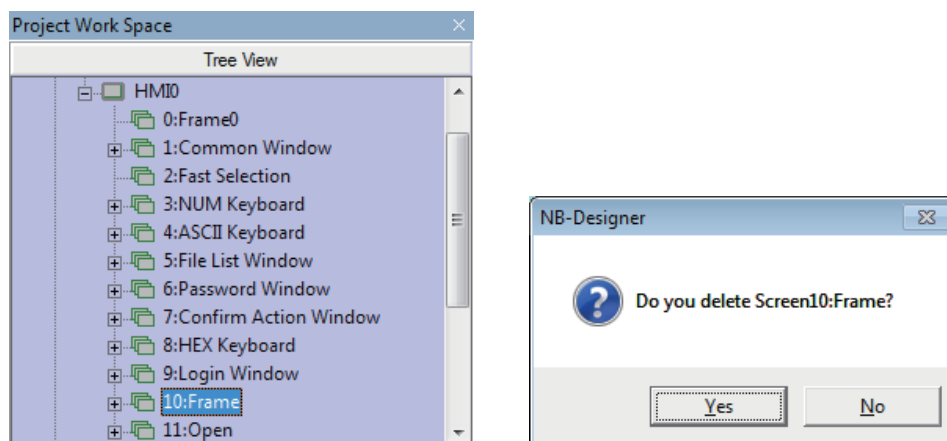 Project Work Space
Tree View
HMI0
0:Frame0
1:Common Window
2:Fast Selection
3:NUM Keyboard
4:ASCII Keyboard
5:File List Window
6:Password Window
7:Confirm Action Window
8:HEX Keyboard
9:Login Window
10:Frame
11:Open
NB-Designer
Do you delete Screen10:Frame?
Yes
No